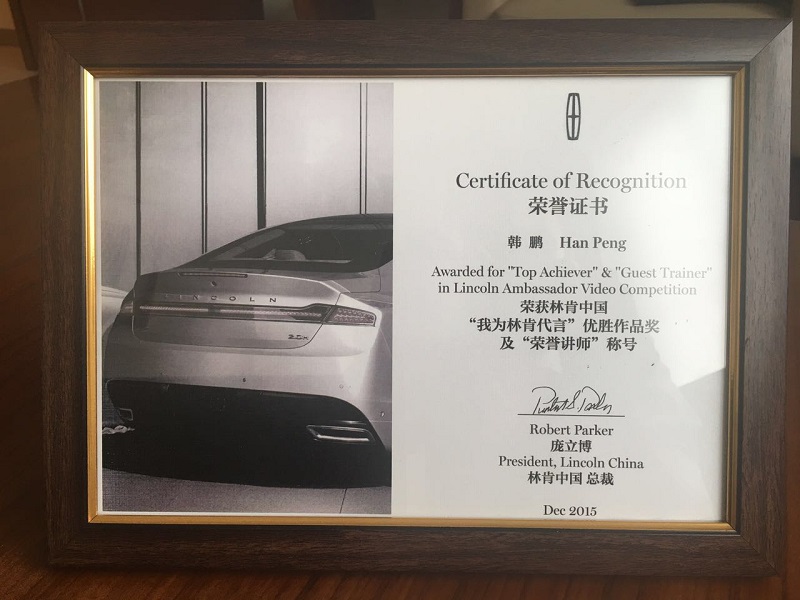 LINCOLN
2.0T
Certificate of Recognition
荣誉证书
韩 鹏 Han Peng
Awarded for "Top Achiever" & "Guest Trainer"
in Lincoln Ambassador Video Competition
荣获林肯中国
“我为林肯代言”优胜作品奖
及“荣誉讲师”称号
Robert Parker
庞立博
President, Lincoln China
林肯中国 总裁
Dec 2015